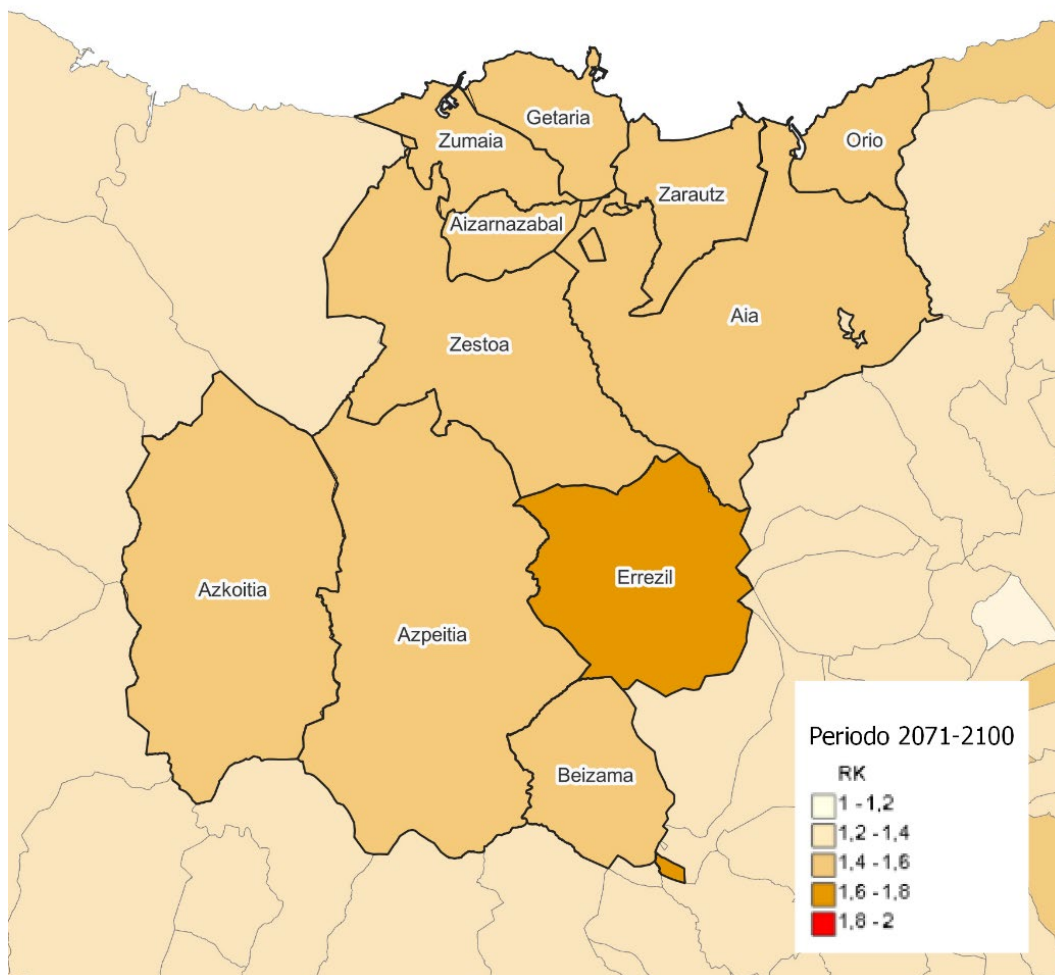 Getaria
Zumaia
Orio
Zarautz
Aizarnazabal
Aia
Zestoa
Errezil
Azkoitia
Azpeitia
Beizama
Periodo 2071-2100
RK
1 - 1,2
1,2 - 1,4
1,4 - 1,6
1,6 - 1,8
1,8 - 2